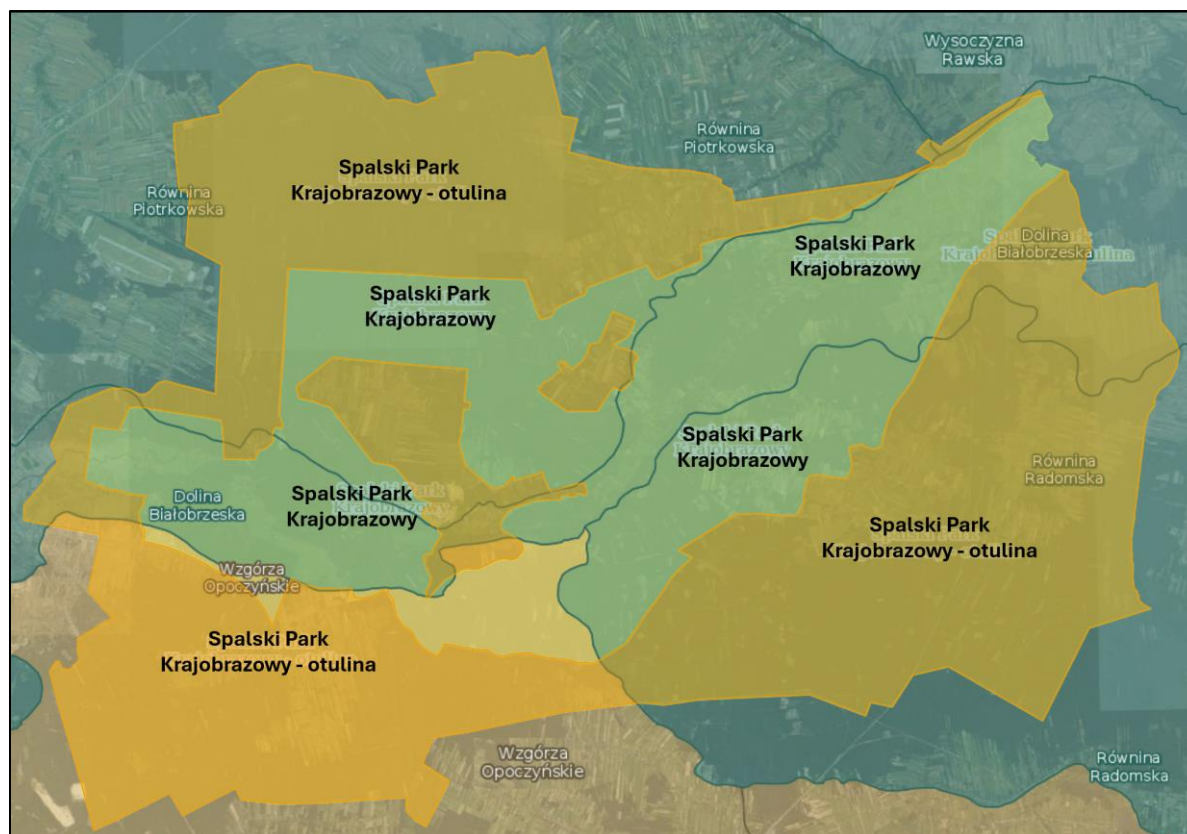 Wysoczyzna
Rawska
Równina
Piotrkowska
Spalski Park
Krajobrazowy - otulina
Równina
Piotrkowska
Spalski Park
Krajobrazowy
Dolina
Białobrzeska
Spalski Park
Krajobrazowy
Spalski Park
Krajobrazowy
Równina
Radomska
Spalski Park
Krajobrazowy
Dolina
Białobrzeska
Spalski Park
Krajobrazowy - otulina
Wzgórza
Opoczyńskie
Spalski Park
Krajobrazowy - otulina
Wzgórza
Opoczyńskie
Równina
Radomska